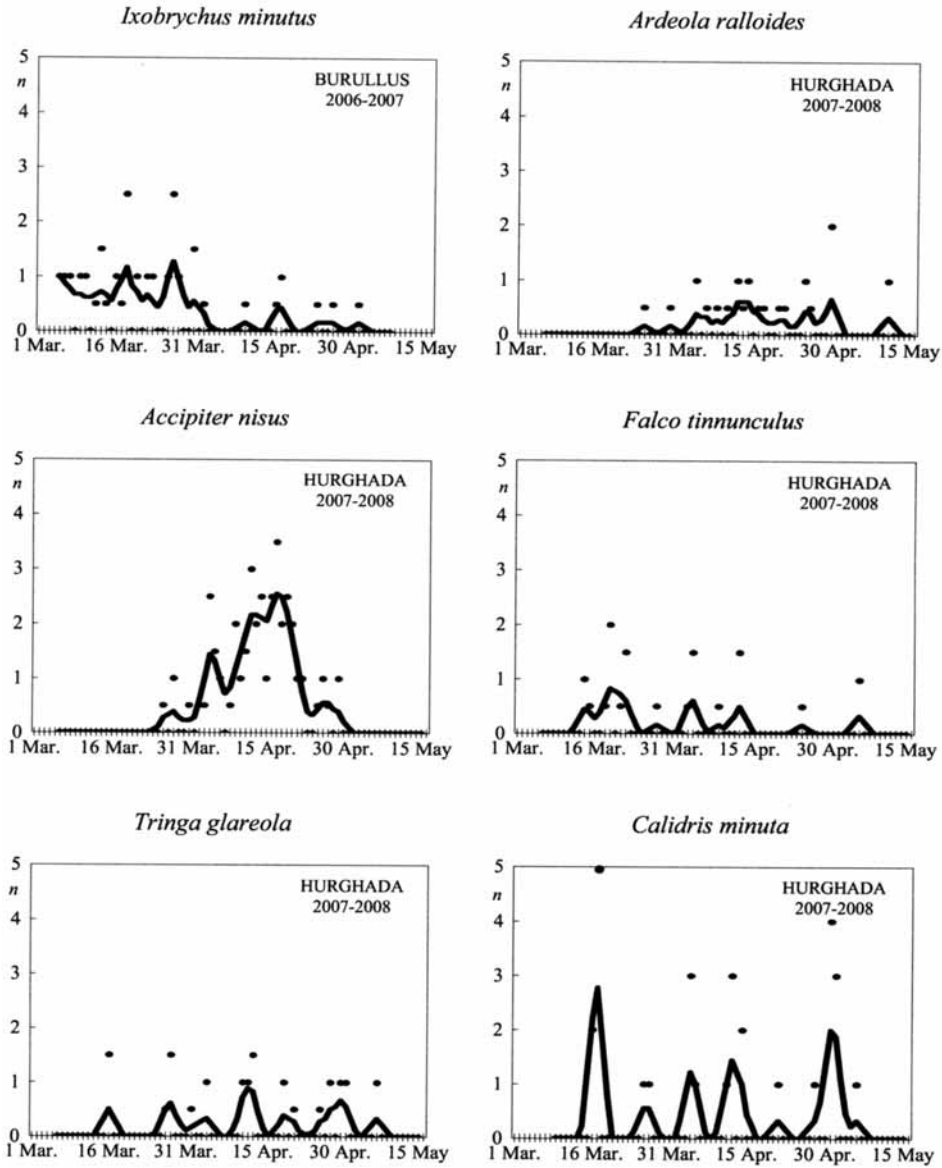 Ixobrychus minutus
5
n
4
3
2
1
0
BURULLUS
2006-2007
1 Mar. 16 Mar. 31 Mar. 15 Apr. 30 Apr. 15 May
Ardeola ralloides
5
n
4
3
2
1
0
HURGHADA
2007-2008
1 Mar. 16 Mar. 31 Mar. 15 Apr. 30 Apr. 15 May
Accipiter nisus
5
n
4
3
2
1
0
HURGHADA
2007-2008
1 Mar. 16 Mar. 31 Mar. 15 Apr. 30 Apr. 15 May
Falco tinnunculus
5
n
4
3
2
1
0
HURGHADA
2007-2008
1 Mar. 16 Mar. 31 Mar. 15 Apr. 30 Apr. 15 May
Tringa glareola
5
n
4
3
2
1
0
HURGHADA
2007-2008
1 Mar. 16 Mar. 31 Mar. 15 Apr. 30 Apr. 15 May
Calidris minuta
5
n
4
3
2
1
0
HURGHADA
2007-2008
1 Mar. 16 Mar. 31 Mar. 15 Apr. 30 Apr. 15 May